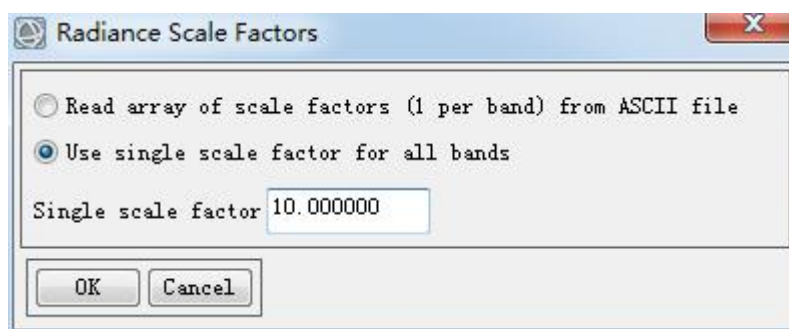 Radiance Scale Factors
Read array of scale factors (1 per band) from ASCII file
Use single scale factor for all bands
Single scale factor 10.000000
OK Cancel